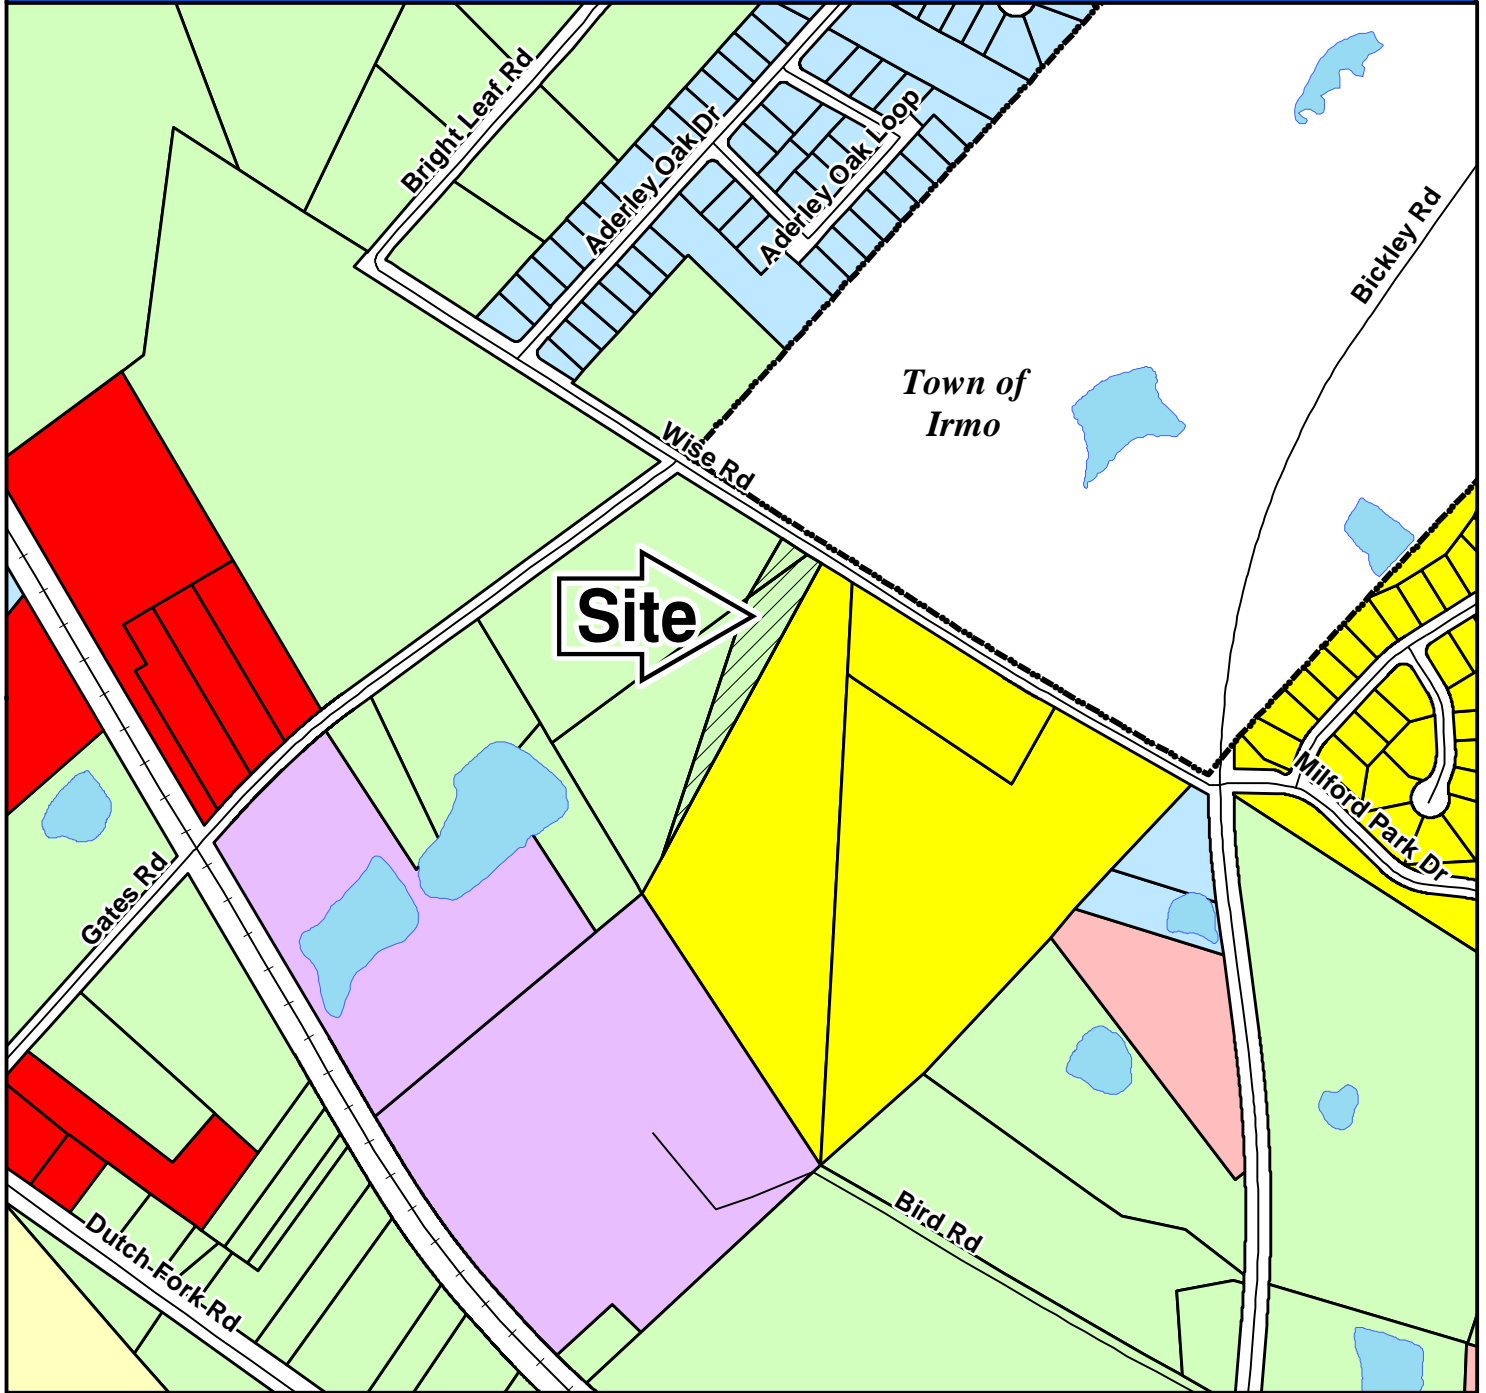 Bright Leaf Rd
Aderley Oak Dr
Aderley Oak Loop
Bickley Rd
Town of
Irmo
Wise Rd
Site
Milford Park Dr
Gates Rd
Bird Rd
Dutch Fork Rd